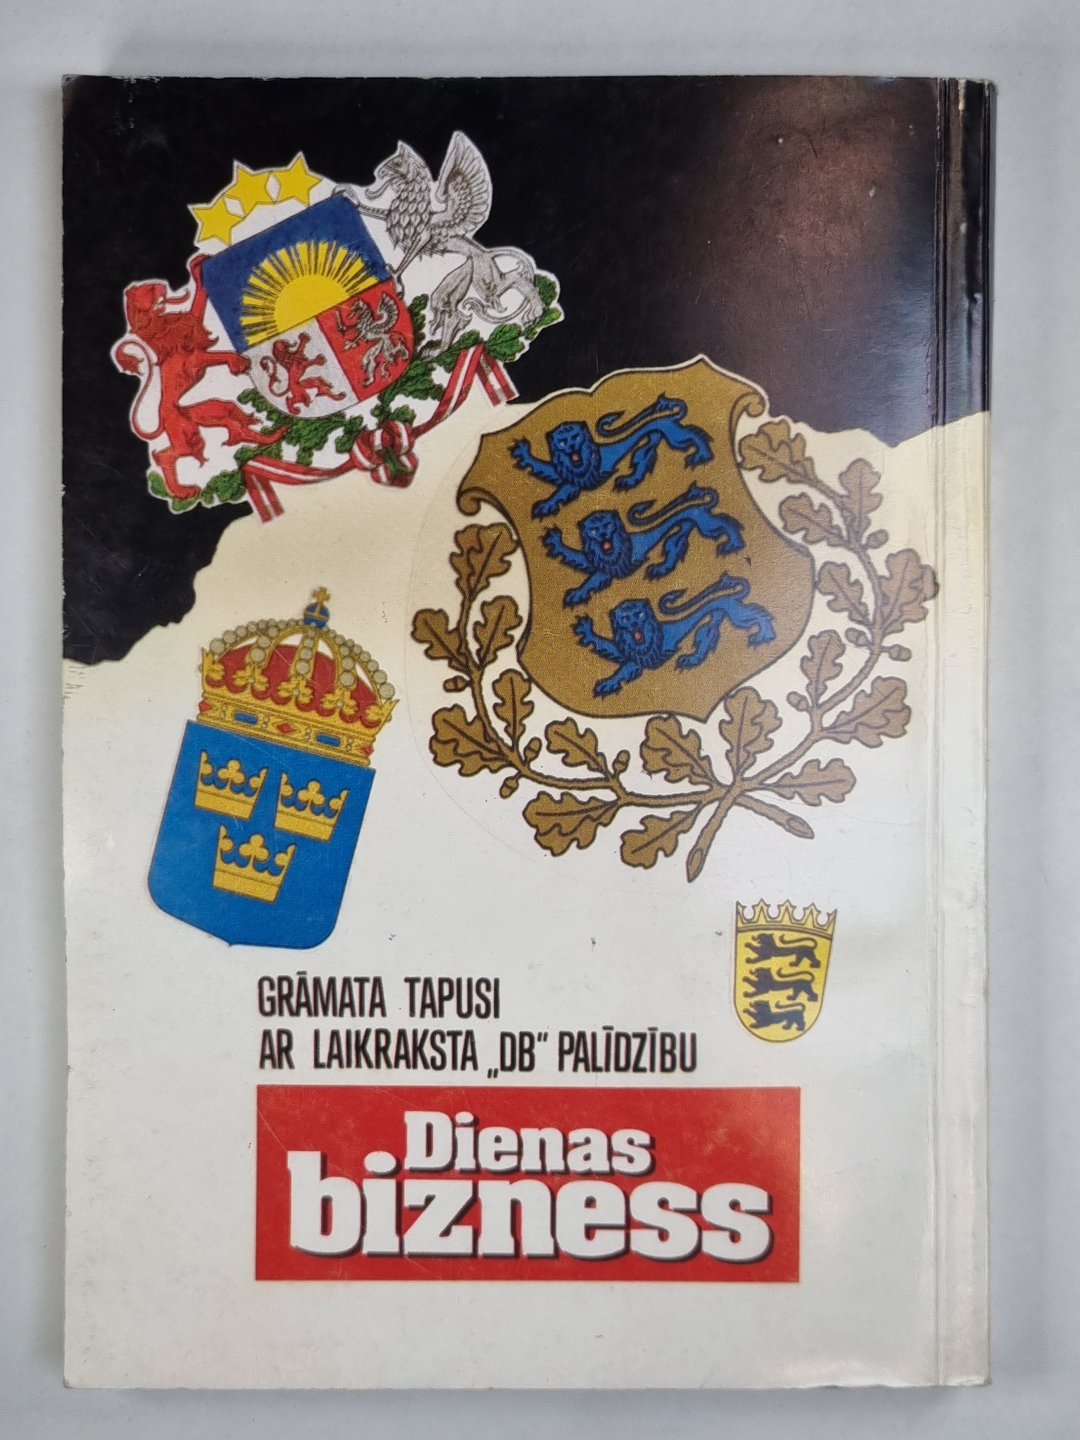 GRĀMATA TAPUSI
AR LAIKRAKSTA „DB" PALĪDZĪBU
Dienas
bizness